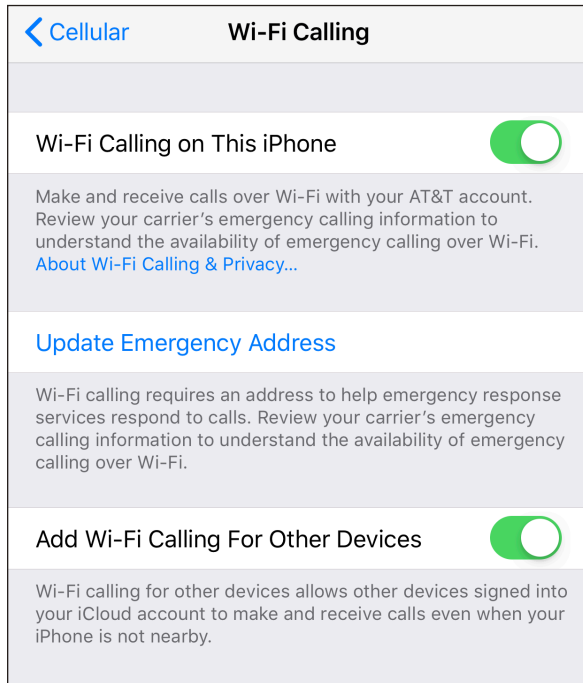 Cellular Wi-Fi Calling
Wi-Fi Calling on This iPhone
Make and receive calls over Wi-Fi with your AT&T account.
Review your carrier's emergency calling information to
understand the availability of emergency calling over Wi-Fi.
About Wi-Fi Calling & Privacy...
Update Emergency Address
Wi-Fi calling requires an address to help emergency response
services respond to calls. Review your carrier's emergency
calling information to understand the availability of emergency
calling over Wi-Fi.
Add Wi-Fi Calling For Other Devices
Wi-Fi calling for other devices allows other devices signed into
your iCloud account to make and receive calls even when your
iPhone is not nearby.